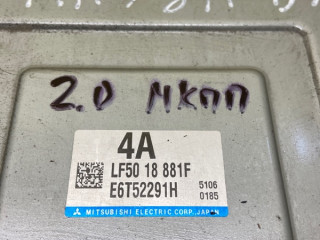 2.0 МКПП
4A
LF50 18 881F
E6T52291H
5106
0185
MITSUBISHI ELECTRIC CORP., JAPAN